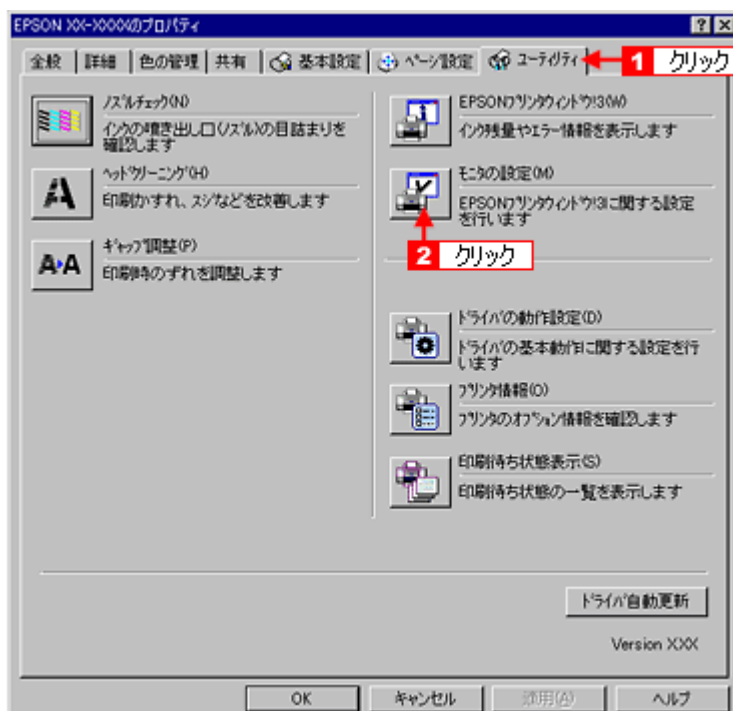 EPSON XX-XXXXのプロパティ
全般 詳細 色の管理 共有 基本設定 ページ設定 ユーティリティ 1 クリック
ノズルチェック(N)
インクの噴き出し口(ノズル)の目詰まりを
確認します
ヘッドクリーニング(H)
印刷かすれ、スジなどを改善します
ギャップ調整(P)
A▸A
印刷時のずれを調整します
EPSONプリンタウィンドウ!3(W)
インク残量やエラー情報を表示します
モニタの設定(M)
EPSONプリンタウィンドウ!3に関する設定
を行います
2 クリック
ドライバの動作設定(D)
ドライバの基本動作に関する設定を行
います
プリンタ情報(O)
プリンタのオプション情報を確認します
印刷待ち状態表示(S)
印刷待ち状態の一覧を表示します
ドライバ自動更新
Version XXX
OK キャンセル 適用(A) ヘルプ